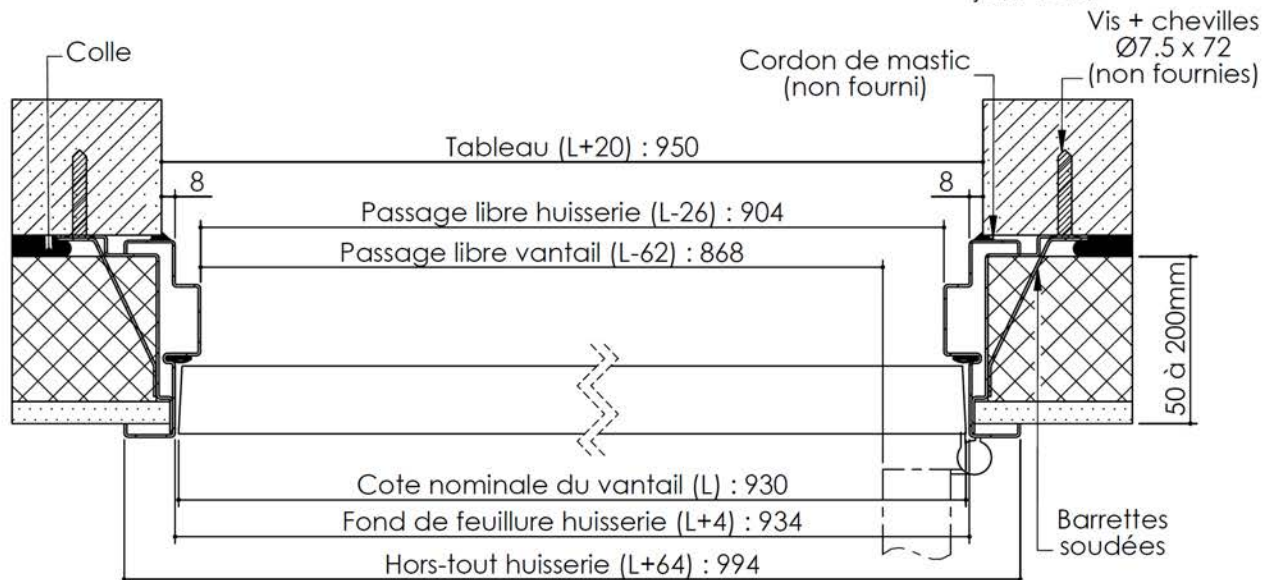 Vis + chevilles
Ø7.5 x 72
(non fournies)
Colle
Cordon de mastic
(non fourni)
Tableau (L+20) : 950
8
8
Passage libre huisserie (L-26) : 904
Passage libre vantail (L-62) : 868
50 à 200mm
Cote nominale du vantail (L) : 930
Fond de feuillure huisserie (L+4) : 934
Hors-tout huisserie (L+64) : 994
Barrettes
soudées